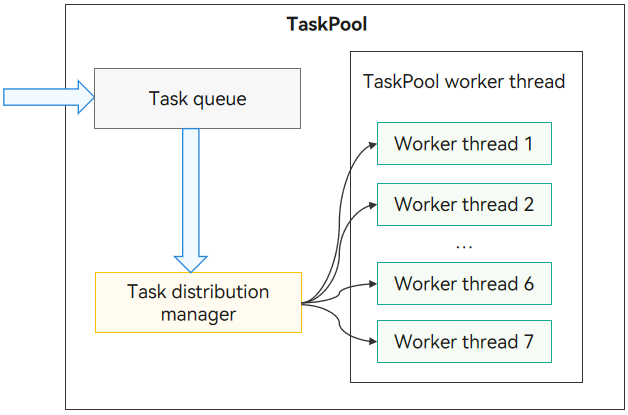 TaskPool
Task queue
TaskPool worker thread
Worker thread 1
Worker thread 2
...
Worker thread 6
Worker thread 7
Task distribution
manager